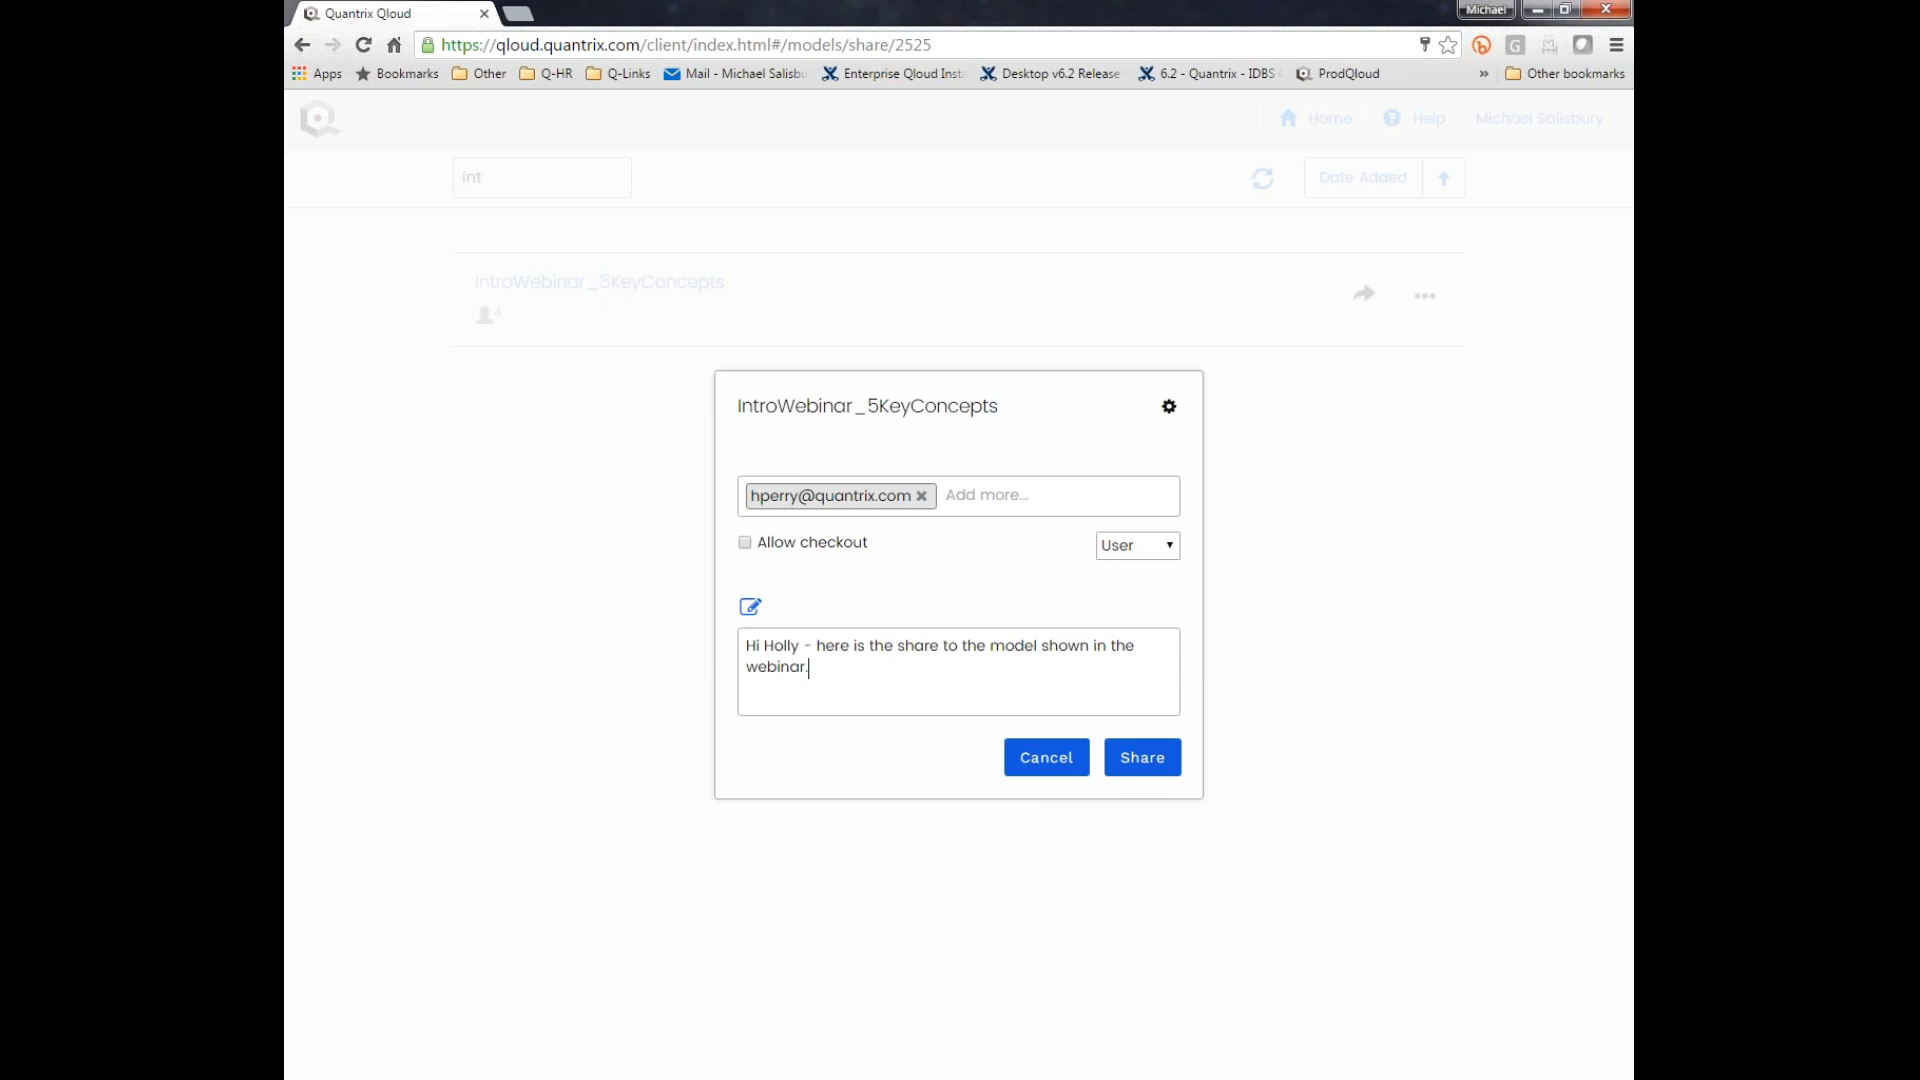 Quantrix Qloud
Michael
https://qloud.quantrix.com/client/index.html#/models/share/2525
Apps Bookmarks Other Q-HR Q-Links Mail - Michael Salisbu Enterprise Qloud Inst Desktop v6.2 Release 6.2 - Quantrix - IDBS ProdQloud » Other bookmarks
Home Help Michael Salisbury
int Date Added
IntroWebinar_5KeyConcepts
4
IntroWebinar_5KeyConcepts
hperry@quantrix.com Add more...
Allow checkout User
Hi Holly - here is the share to the model shown in the
webinar.
Cancel Share